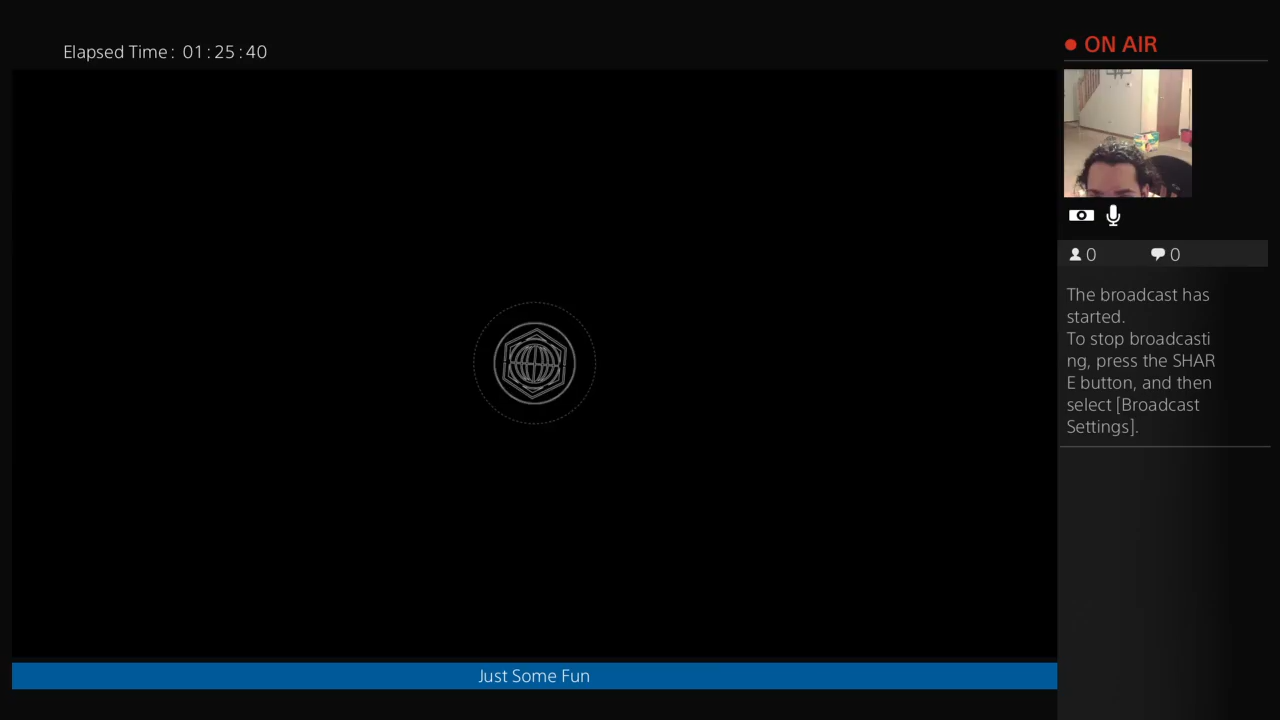 Elapsed Time: 01:25:40
ON AIR
0 0
The broadcast has
started.
To stop broadcasti
ng, press the SHAR
E button, and then
select [Broadcast
Settings].
Just Some Fun